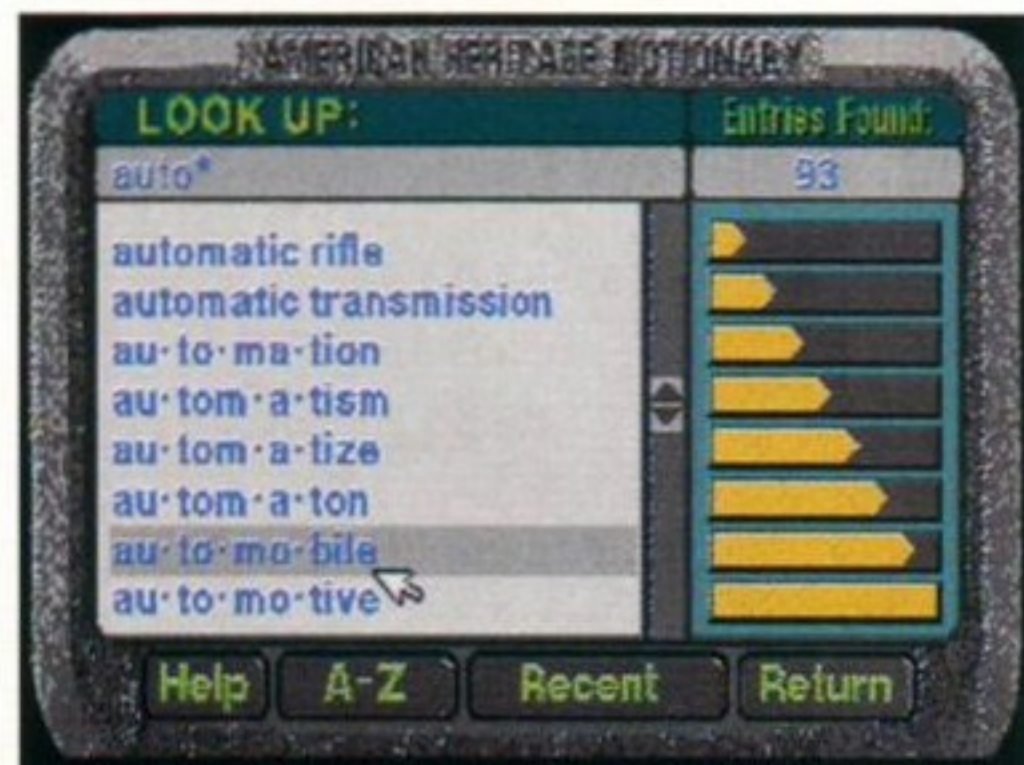 AMERICAN HERITAGE DICTIONARY
LOOK UP:
Entries Found:
auto*
93
automatic rifle
automatic transmission
au·to·ma·tion
au·tom·a·tism
au·tom·a·tize
au·tom·a·ton
au·to·mo·bile
au·to·mo·tive
Help
A-Z
Recent
Return